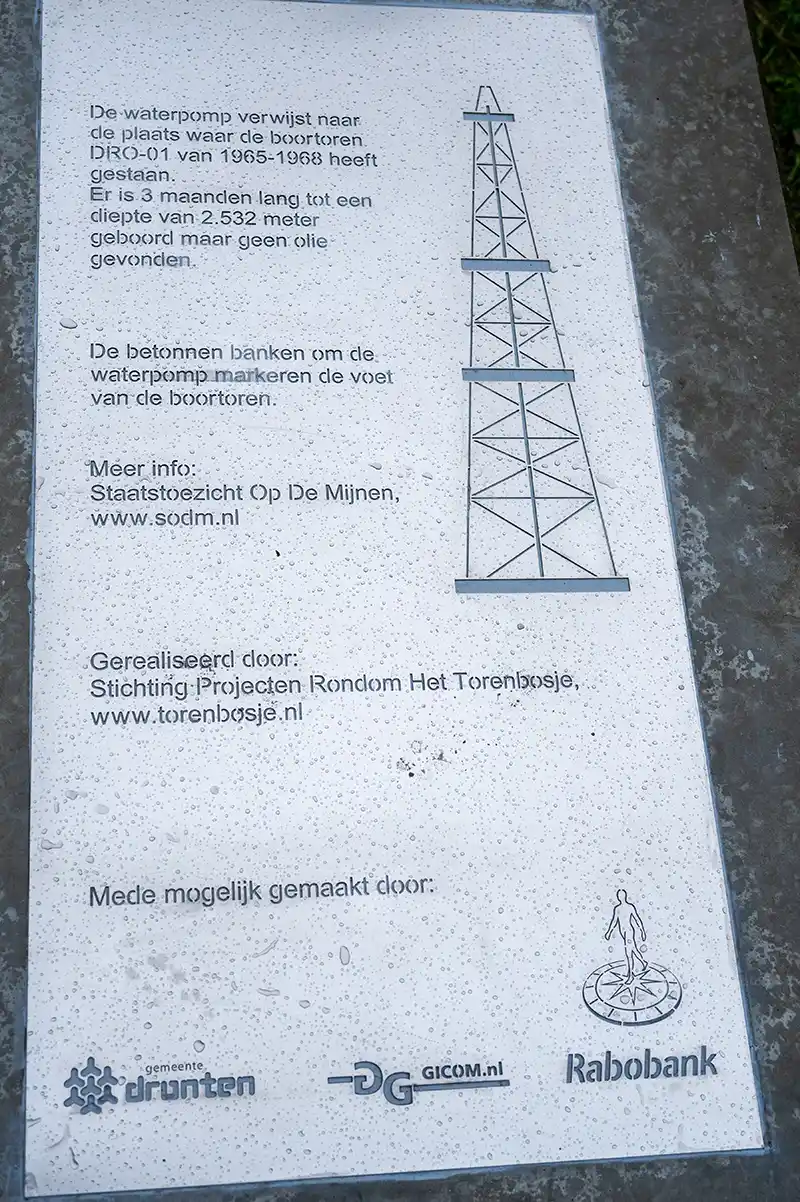 De waterpomp verwijst naar
de plaats waar de boortoren
DRO-01 van 1965-1968 heeft
gestaan.
Er is 3 maanden lang tot een
diepte van 2.532 meter
geboord maar geen olie
gevonden.
De betonnen banken om de
waterpomp markeren de voet
van de boortoren.
Meer info:
Staatstoezicht Op De Mijnen,
www.sodm.nl
Gerealiseerd door:
Stichting Projecten Rondom Het Torenbosje,
www.torenbosje.nl
Mede mogelijk gemaakt door:
gemeente
dronten
GG GICOM.nl
Rabobank